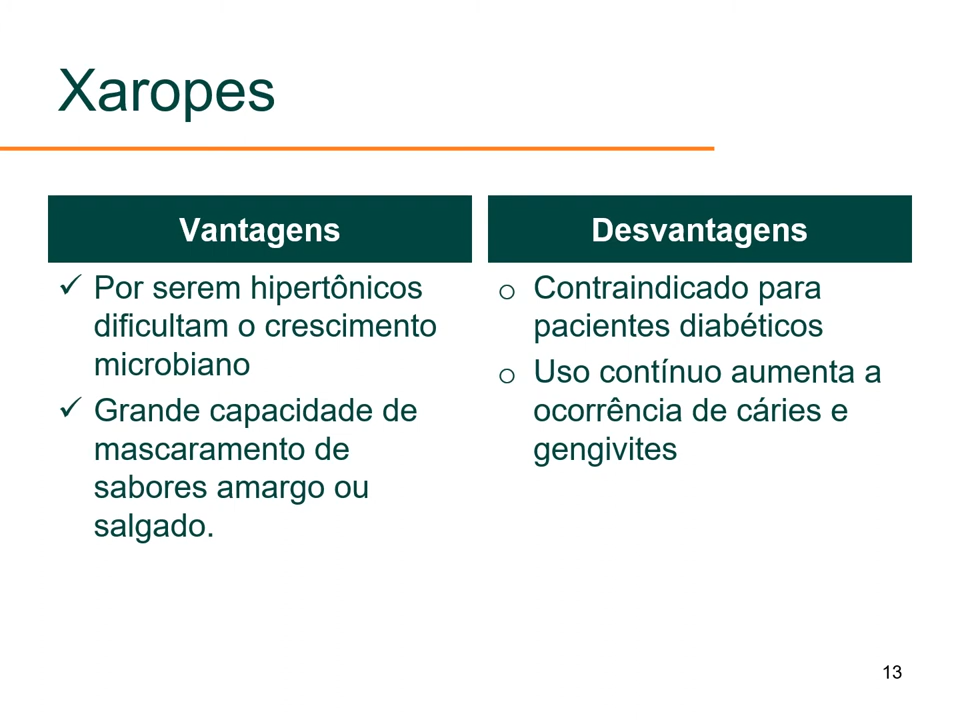 Xaropes
Vantagens
✓ Por serem hipertônicos
dificultam o crescimento
microbiano
✓ Grande capacidade de
mascaramento de
sabores amargo ou
salgado.
Desvantagens
o Contraindicado para
pacientes diabéticos
o Uso contínuo aumenta a
ocorrência de cáries e
gengivites
13